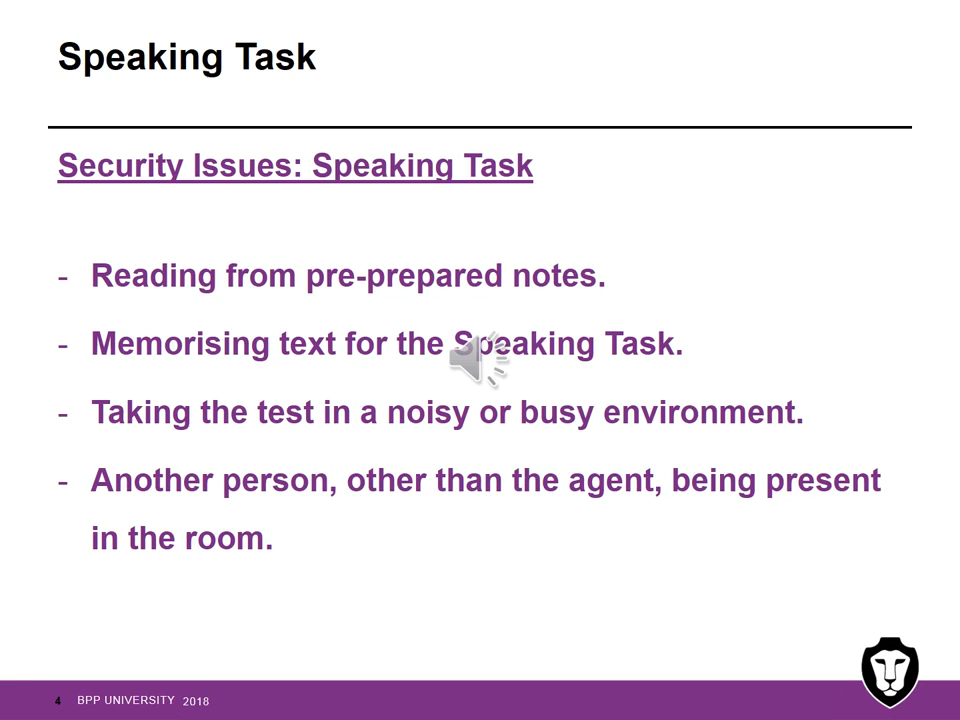 Speaking Task
Security Issues: Speaking Task
- Reading from pre-prepared notes.
- Memorising text for the Speaking Task.
- Taking the test in a noisy or busy environment.
- Another person, other than the agent, being present
in the room.
4 BPP UNIVERSITY 2018